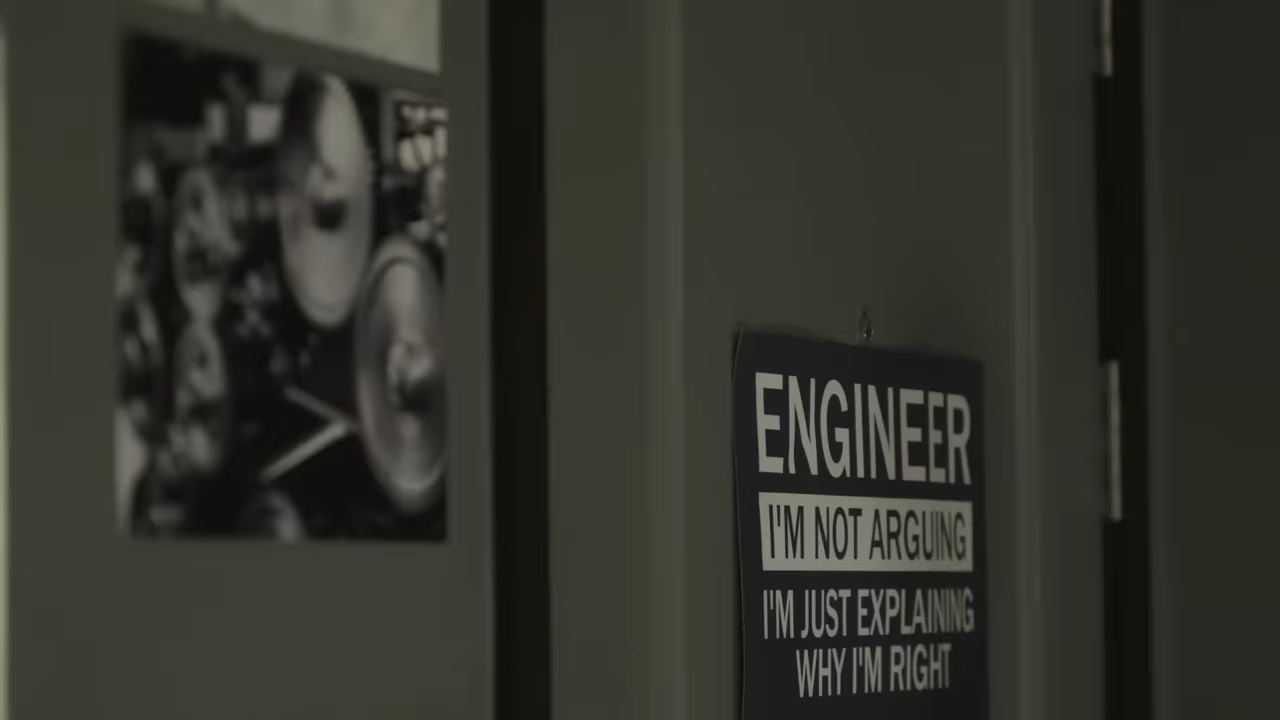 ENGINEER
I'M NOT ARGUING
I'M JUST EXPLAINING
WHY I'M RIGHT